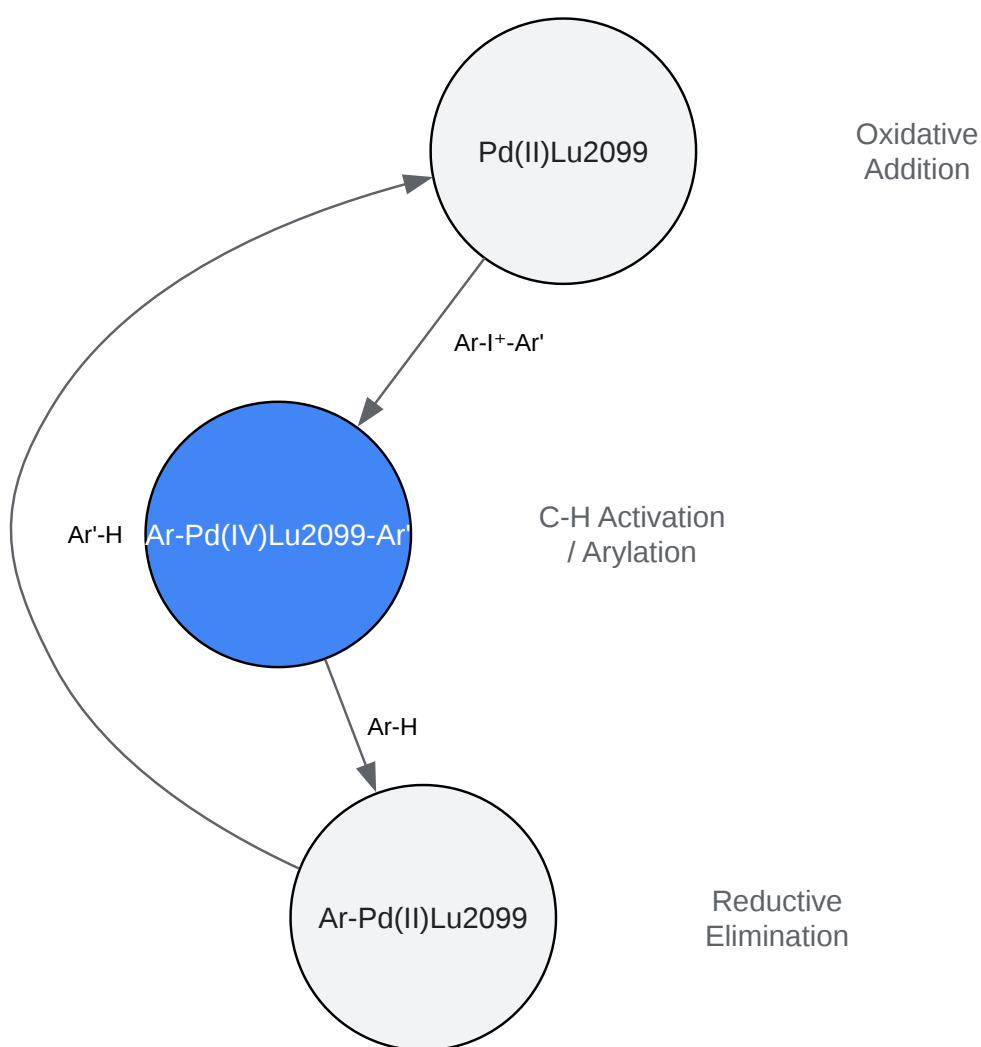 Pd(II)Lu2099
Oxidative
Addition
Ar-I⁺-Ar'
Ar'-H
Ar-Pd(IV)Lu2099-Ar'
C-H Activation
/ Arylation
Ar-H
Ar-Pd(II)Lu2099
Reductive
Elimination